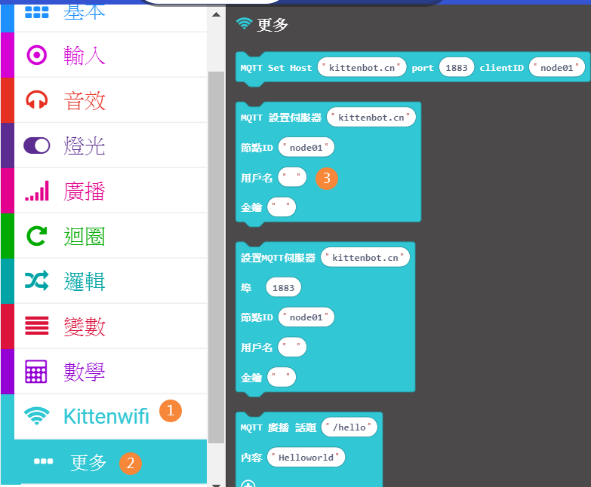 基本
輸入
音效
燈光
廣播
迴圈
邏輯
變數
數學
Kittenwifi 1
更多 2
更多
MQTT Set Host "kittenbot.cn" port 1883 clientID "node01"
MQTT 設置伺服器 "kittenbot.cn"
節點ID "node01"
用戶名 " " 3
金鑰 " "
設置MQTT伺服器 "kittenbot.cn"
埠 1883
節點ID "node01"
用戶名 " "
金鑰 " "
MQTT 廣播 話題 "/hello"
內容 "Helloworld"